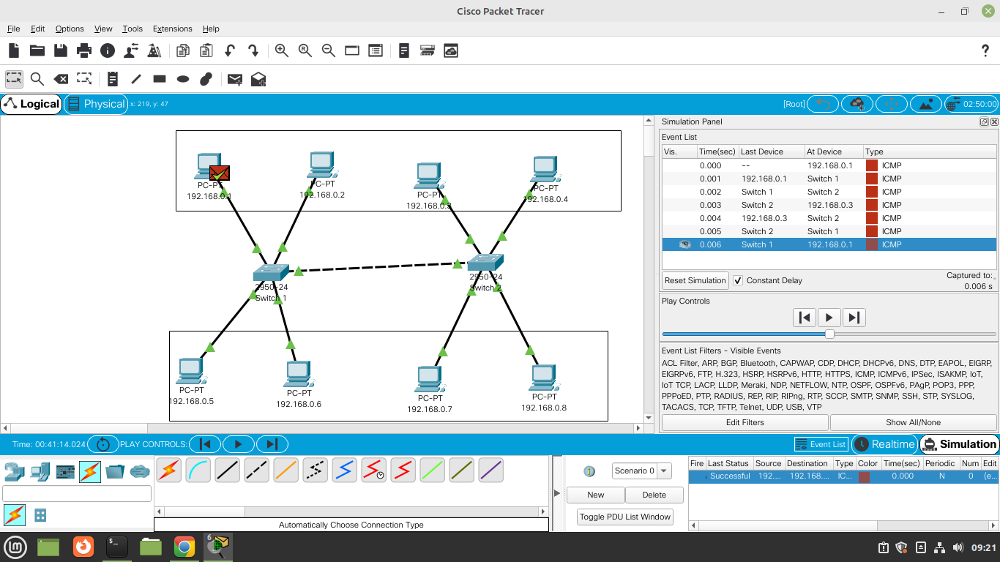 Cisco Packet Tracer
File Edit Options View Tools Extensions Help
?
Logical Physical x: 219, y: 47 [Root] 02:50:00
PC-PT
192.168.0.1
PC-PT
192.168.0.2
PC-PT
192.168.0.3
PC-PT
192.168.0.4
2950-24
Switch 1
2950-24
Switch 2
PC-PT
192.168.0.5
PC-PT
192.168.0.6
PC-PT
192.168.0.7
PC-PT
192.168.0.8
Simulation Panel
Event List
Vis. Time(sec) Last Device At Device Type
0.000 -- 192.168.0.1 ICMP
0.001 192.168.0.1 Switch 1 ICMP
0.002 Switch 1 Switch 2 ICMP
0.003 Switch 2 192.168.0.3 ICMP
0.004 192.168.0.3 Switch 2 ICMP
0.005 Switch 2 Switch 1 ICMP
0.006 Switch 1 192.168.0.1 ICMP
Reset Simulation Constant Delay Captured to:
0.006 s
Play Controls
Event List Filters - Visible Events
ACL Filter, ARP, BGP, Bluetooth, CAPWAP, CDP, DHCP, DHCPv6, DNS, DTP, EAPOL, EIGRP,
EIGRPv6, FTP, H.323, HSRP, HSRPv6, HTTP, HTTPS, ICMP, ICMPv6, IPSec, ISAKMP, IoT,
IoT TCP, LACP, LLDP, Meraki, NDP, NETFLOW, NTP, OSPF, OSPFv6, PAgP, POP3, PPP,
PPPoED, PTP, RADIUS, REP, RIP, RIPng, RTP, SCCP, SMTP, SNMP, SSH, STP, SYSLOG,
TACACS, TCP, TFTP, Telnet, UDP, USB, VTP
Edit Filters Show All/None
Time: 00:41:14.024 PLAY CONTROLS: Event List Realtime Simulation
Automatically Choose Connection Type
Scenario 0
New Delete
Toggle PDU List Window
Fire Last Status Source Destination Type Color Time(sec) Periodic Num Edit
Successful 192.... 192.168.... IC... 0.000 N 0 (e...
6
09:21